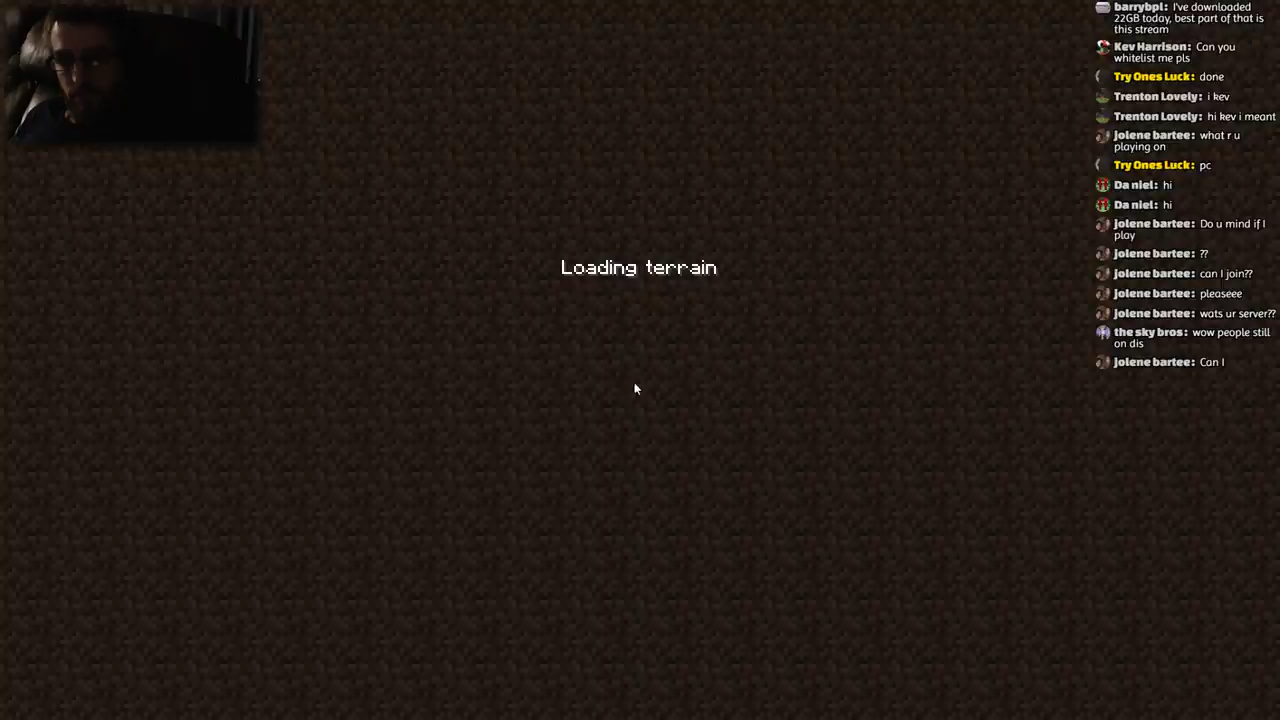 barrybpl: I've downloaded
22GB today, best part of that is
this stream
Kev Harrison: Can you
whitelist me pls
Try Ones Luck: done
Trenton Lovely: i kev
Trenton Lovely: hi kev i meant
jolene bartee: what r u
playing on
Try Ones Luck: pc
Da niel: hi
Da niel: hi
jolene bartee: Do u mind if I
play
jolene bartee: ??
jolene bartee: can I join??
jolene bartee: pleaseee
jolene bartee: wats ur server??
the sky bros: wow people still
on dis
jolene bartee: Can I
Loading terrain